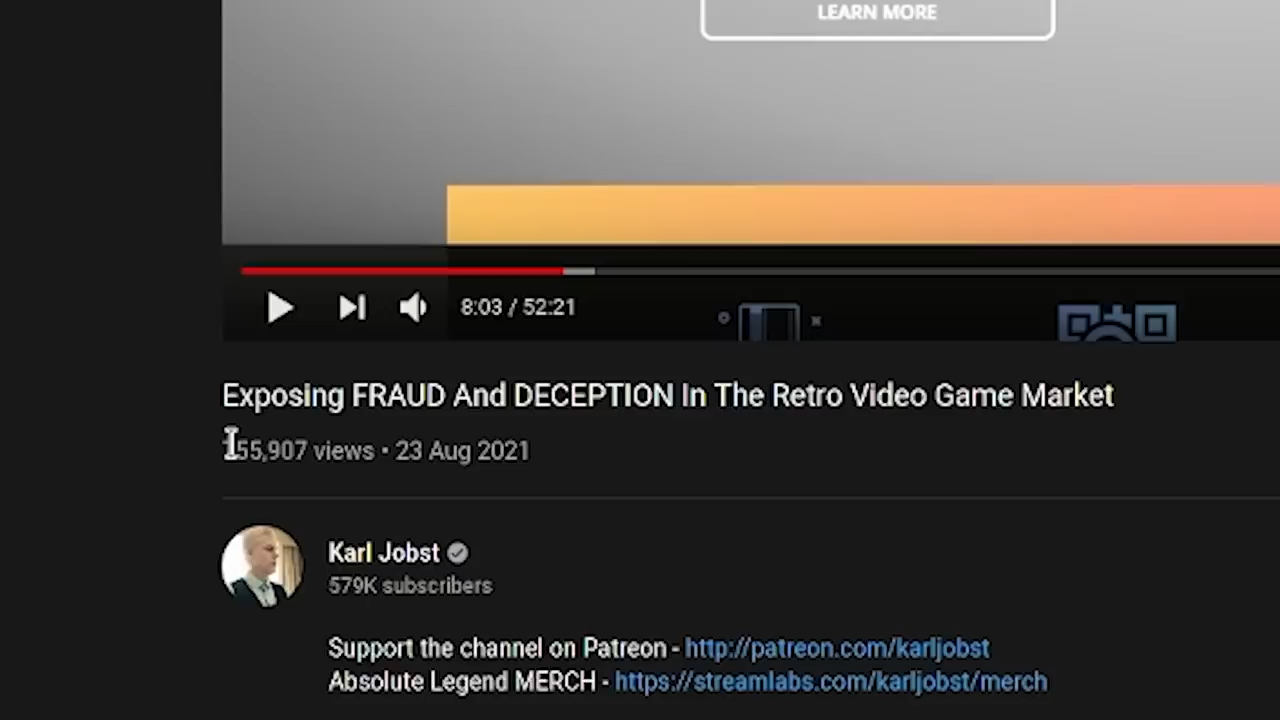 LEARN MORE
8:03 / 52:21
Exposing FRAUD And DECEPTION In The Retro Video Game Market
views • 23 Aug 2021
Karl Jobst
579K subscribers
Support the channel on Patreon - http://patreon.com/karljobst
Absolute Legend MERCH - https://streamlabs.com/karljobst/merch